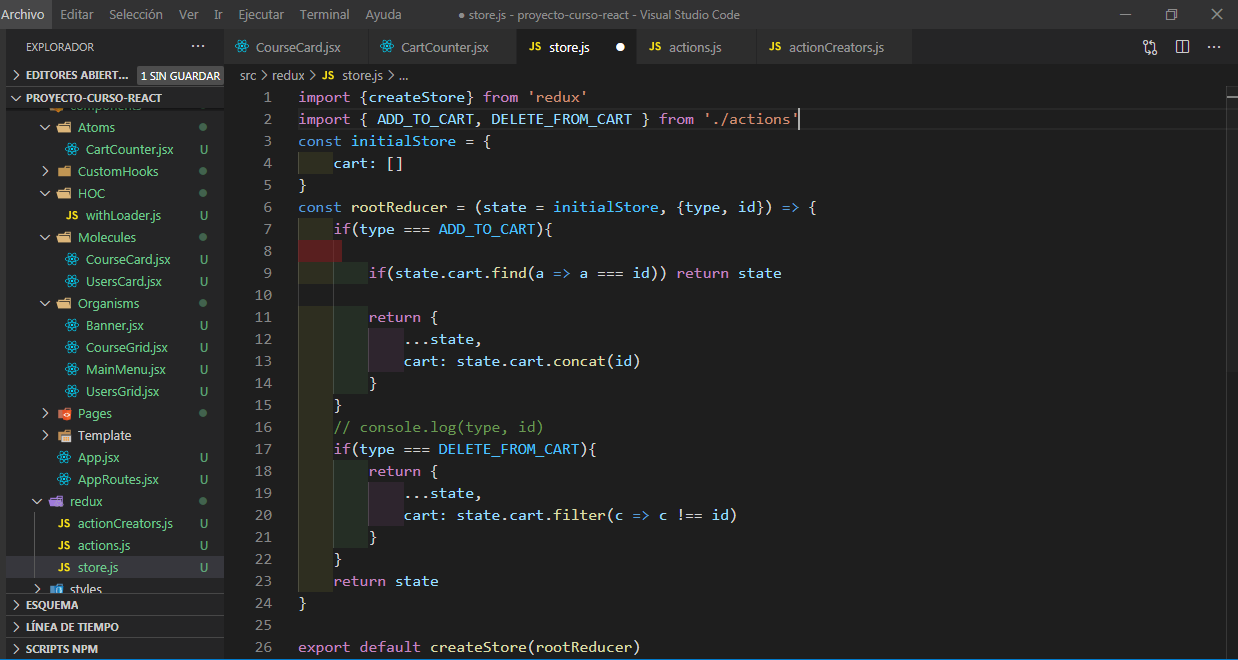 Archivo Editar Selección Ver Ir Ejecutar Terminal Ayuda
● store.js - proyecto-curso-react - Visual Studio Code
EXPLORADOR ...
EDITORES ABIERT... 1 SIN GUARDAR
PROYECTO-CURSO-REACT
components
Atoms
CartCounter.jsx U
CustomHooks
HOC
JS withLoader.js U
Molecules
CourseCard.jsx U
UsersCard.jsx U
Organisms
Banner.jsx U
CourseGrid.jsx U
MainMenu.jsx U
UsersGrid.jsx U
Pages
Template
App.jsx U
AppRoutes.jsx U
redux
JS actionCreators.js U
JS actions.js U
JS store.js U
styles
ESQUEMA
LÍNEA DE TIEMPO
SCRIPTS NPM
CourseCard.jsx CartCounter.jsx JS store.js ● JS actions.js JS actionCreators.js ...
src > redux > JS store.js > ...
1 import {createStore} from 'redux'
2 import { ADD_TO_CART, DELETE_FROM_CART } from './actions'
3 const initialStore = {
4 cart: []
5 }
6 const rootReducer = (state = initialStore, {type, id}) => {
7 if(type === ADD_TO_CART){
8
9 if(state.cart.find(a => a === id)) return state
10
11 return {
12 ...state,
13 cart: state.cart.concat(id)
14 }
15 }
16 // console.log(type, id)
17 if(type === DELETE_FROM_CART){
18 return {
19 ...state,
20 cart: state.cart.filter(c => c !== id)
21 }
22 }
23 return state
24 }
25
26 export default createStore(rootReducer)